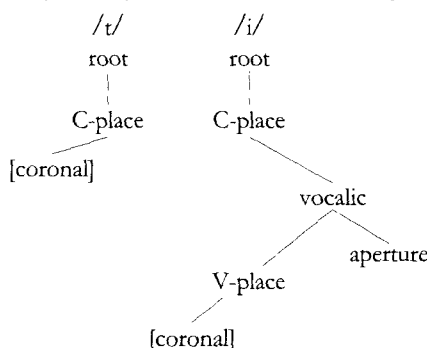 /t/ /i/
root root
C-place C-place
[coronal]
vocalic
aperture
V-place
[coronal]